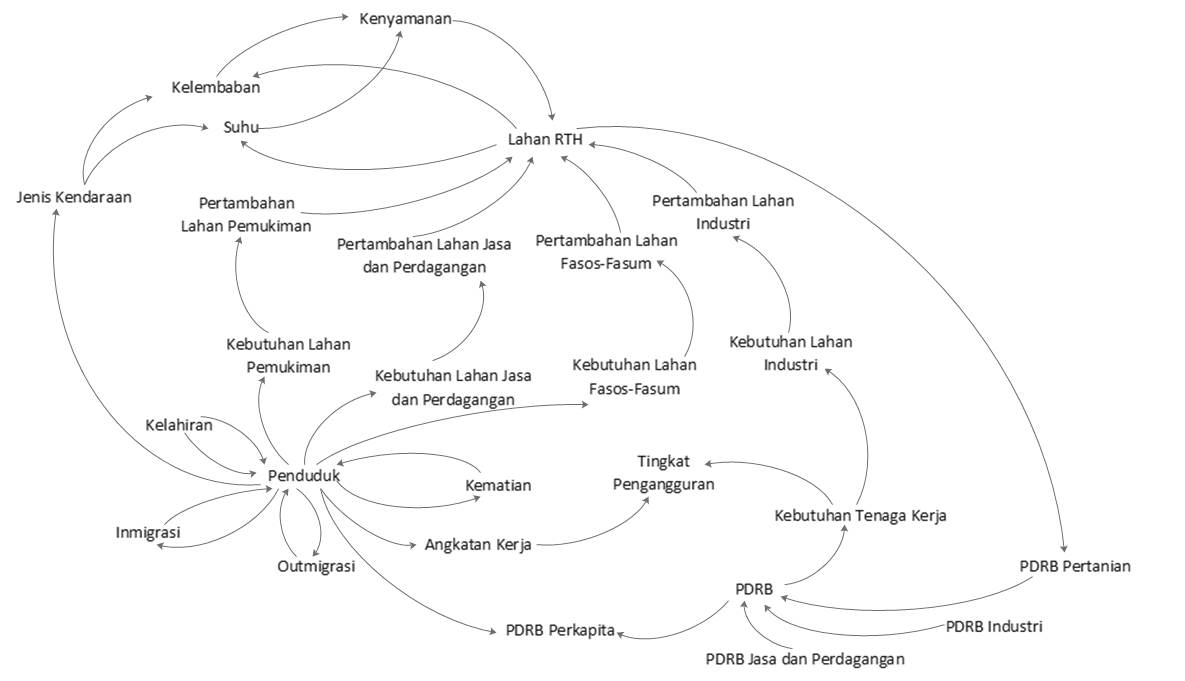 Kenyamanan
Kelembaban
Suhu
Lahan RTH
Jenis Kendaraan
Pertambahan
Lahan Pemukiman
Pertambahan Lahan Jasa
dan Perdagangan
Pertambahan Lahan
Fasos-Fasum
Pertambahan Lahan
Industri
Kebutuhan Lahan
Pemukiman
Kebutuhan Lahan Jasa
dan Perdagangan
Kebutuhan Lahan
Fasos-Fasum
Kebutuhan Lahan
Industri
Kelahiran
Penduduk
Kematian
Tingkat
Pengangguran
Kebutuhan Tenaga Kerja
Inmigrasi
Outmigrasi
Angkatan Kerja
PDRB Pertanian
PDRB
PDRB Perkapita
PDRB Industri
PDRB Jasa dan Perdagangan